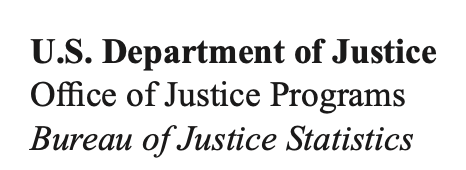 U.S. Department of Justice
Office of Justice Programs
Bureau of Justice Statistics